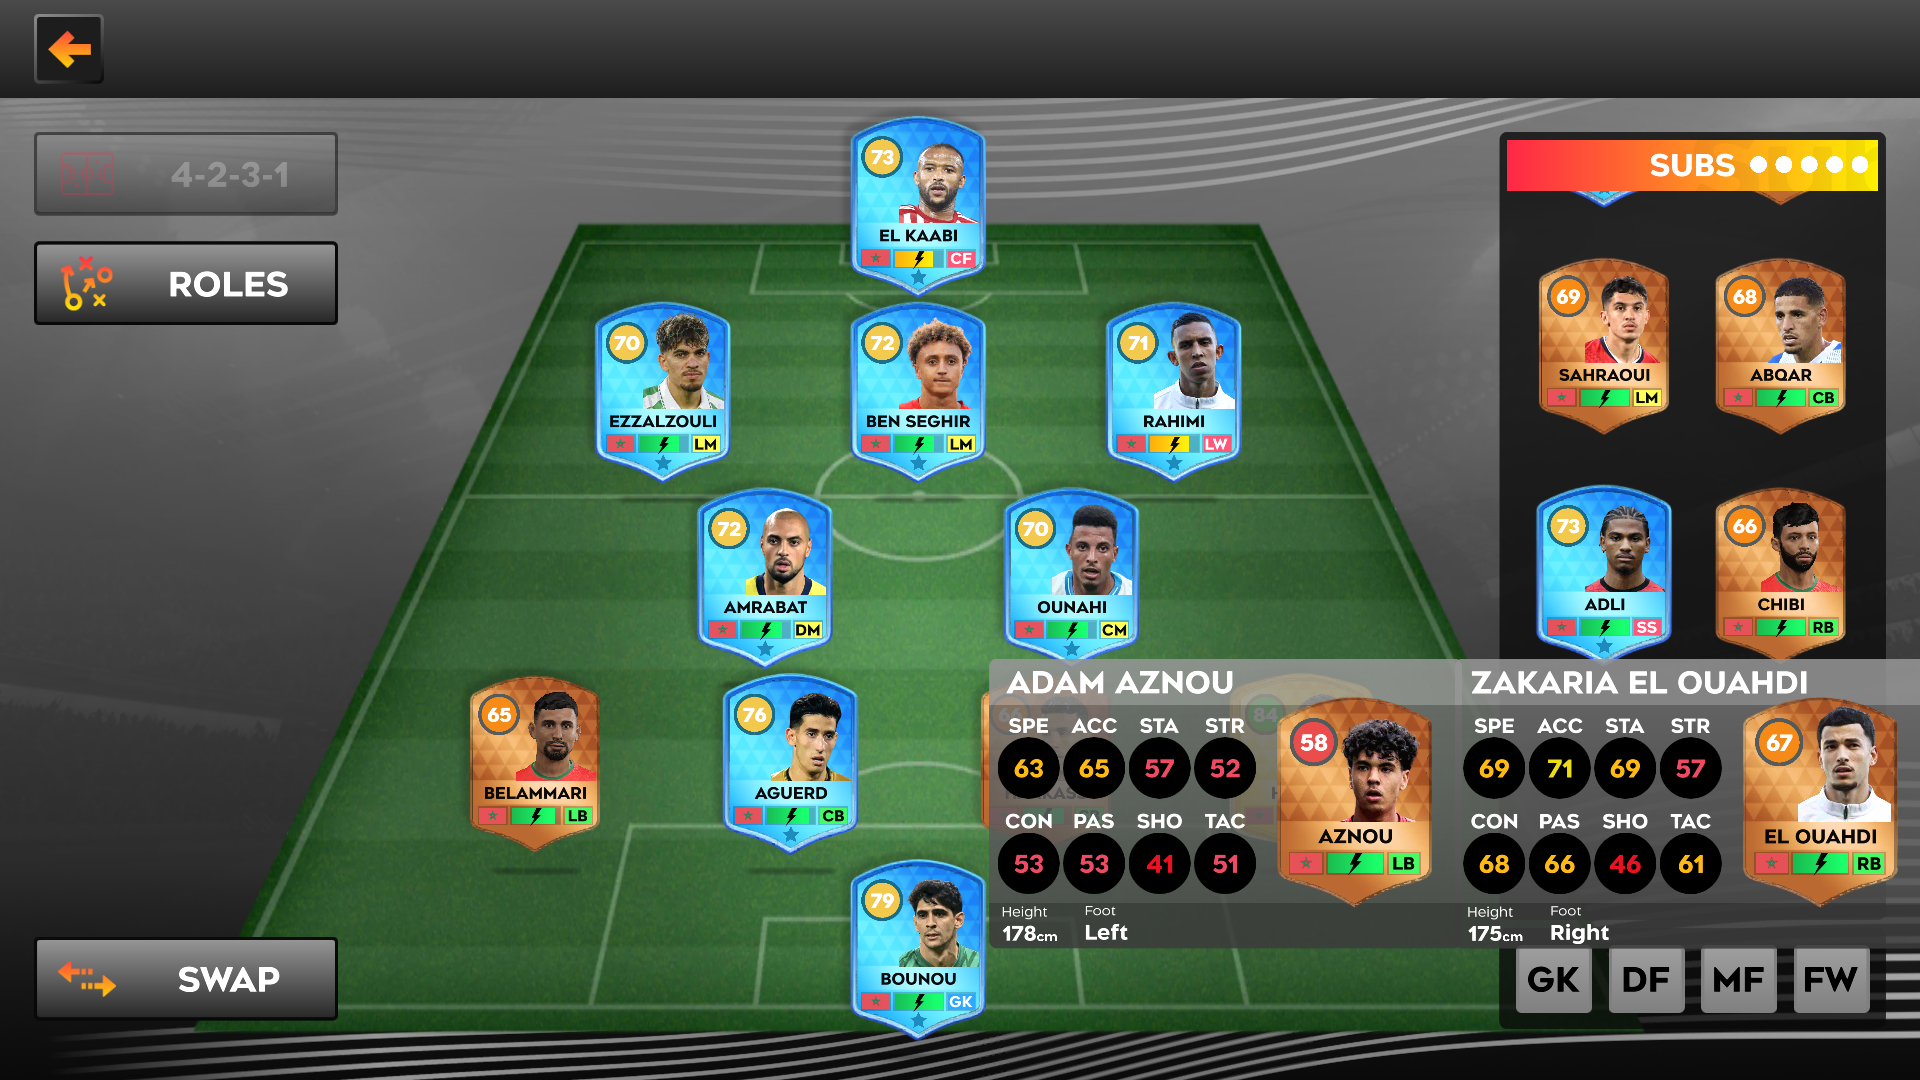 4-2-3-1
ROLES
SWAP
73
EL KAABI
CF
70
EZZALZOULI
LM
72
BEN SEGHIR
LM
71
RAHIMI
LW
72
AMRABAT
DM
70
OUNAHI
CM
65
BELAMMARI
LB
76
AGUERD
CB
84
79
BOUNOU
GK
SUBS
69
SAHRAOUI
LM
68
ABQAR
CB
73
ADLI
SS
66
CHIBI
RB
ADAM AZNOU
SPE ACC STA STR
63 65 57 52
CON PAS SHO TAC
53 53 41 51
Height Foot
178cm Left
58
AZNOU
LB
ZAKARIA EL OUAHDI
SPE ACC STA STR
69 71 69 57
CON PAS SHO TAC
68 66 46 61
Height Foot
175cm Right
67
EL OUAHDI
RB
GK DF MF FW